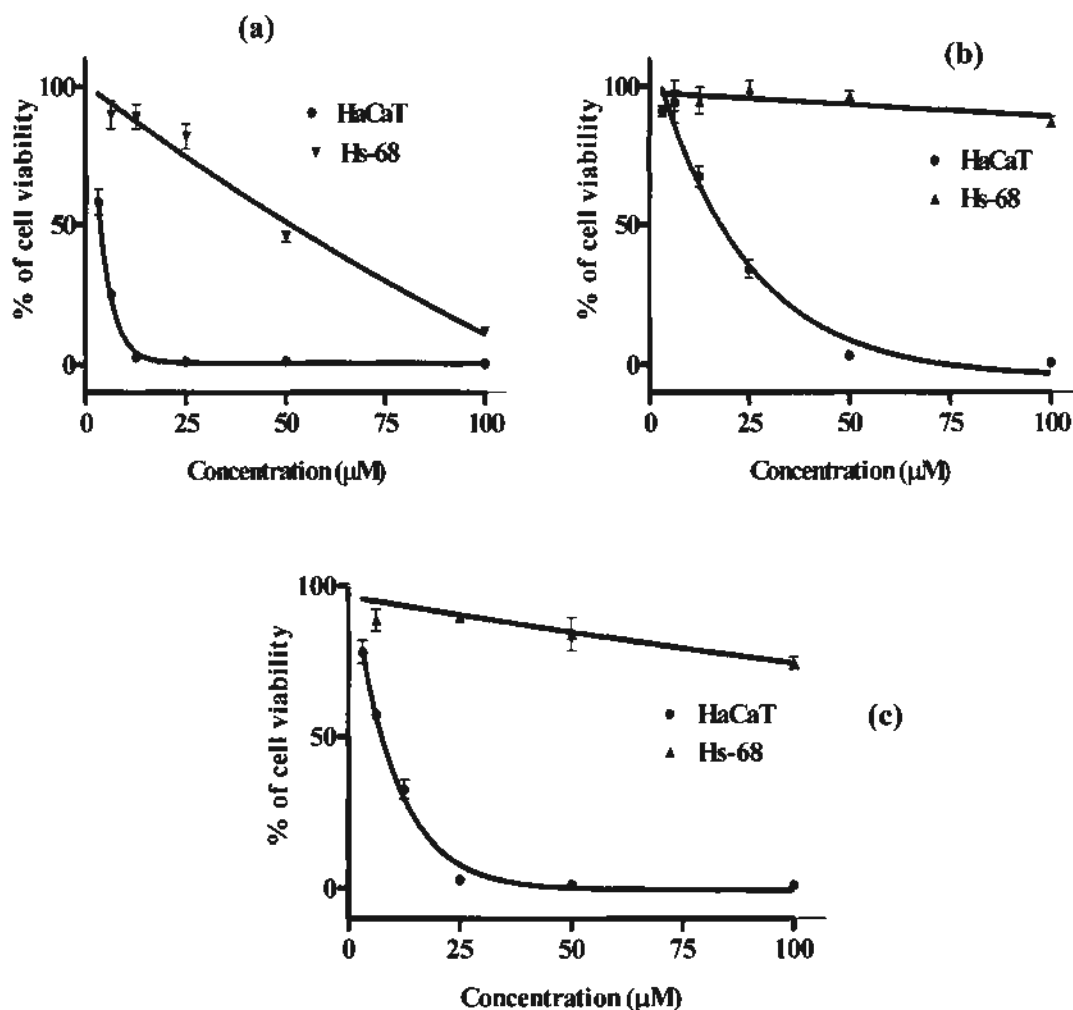 (a)
% of cell viability
100
50
0
HaCaT
Hs-68
0 25 50 75 100
Concentration (μM)
(b)
% of cell viability
100
50
0
HaCaT
Hs-68
0 25 50 75 100
Concentration (μM)
(c)
% of cell viability
100
50
0
HaCaT
Hs-68
0 25 50 75 100
Concentration (μM)